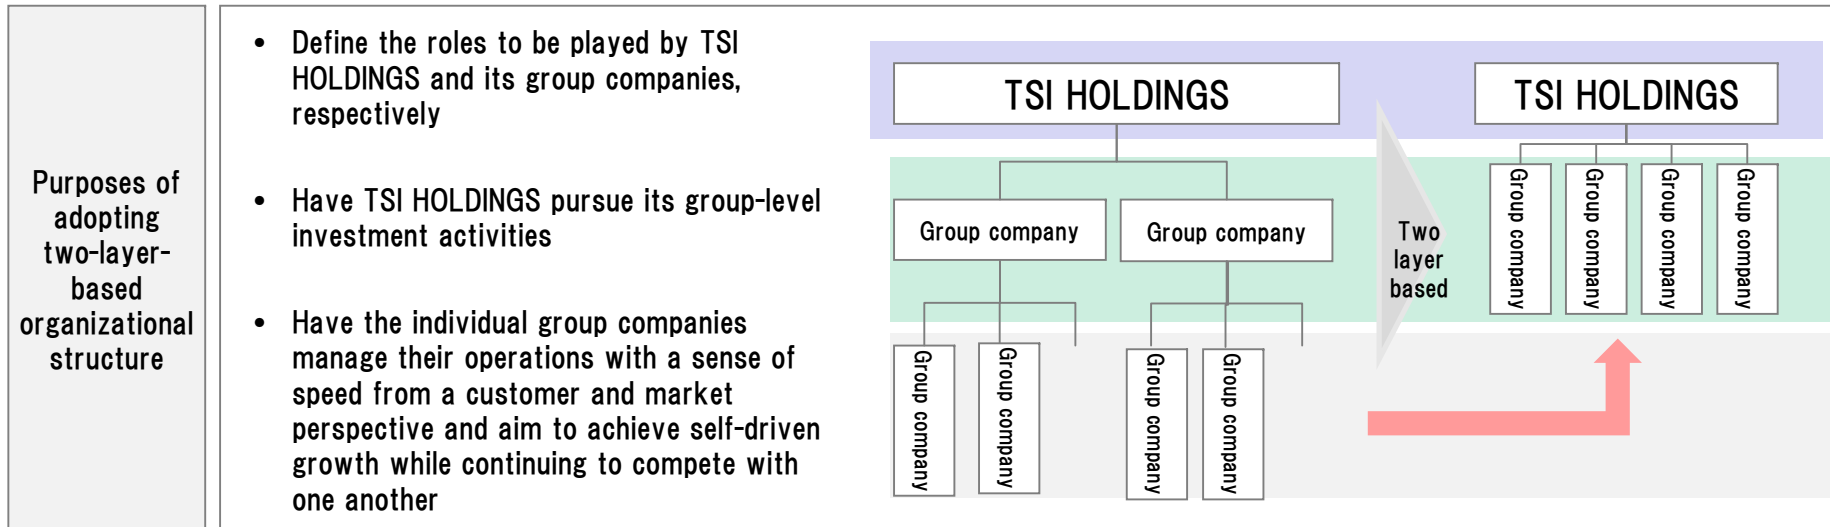 Purposes of
adopting
two-layer-
based
organizational
structure
• Define the roles to be played by TSI
HOLDINGS and its group companies,
respectively
• Have TSI HOLDINGS pursue its group-level
investment activities
• Have the individual group companies
manage their operations with a sense of
speed from a customer and market
perspective and aim to achieve self-driven
growth while continuing to compete with
one another
TSI HOLDINGS
Group company
Group company
Group company
Group company
Group company
Group company
Two
layer
based
TSI HOLDINGS
Group company
Group company
Group company
Group company